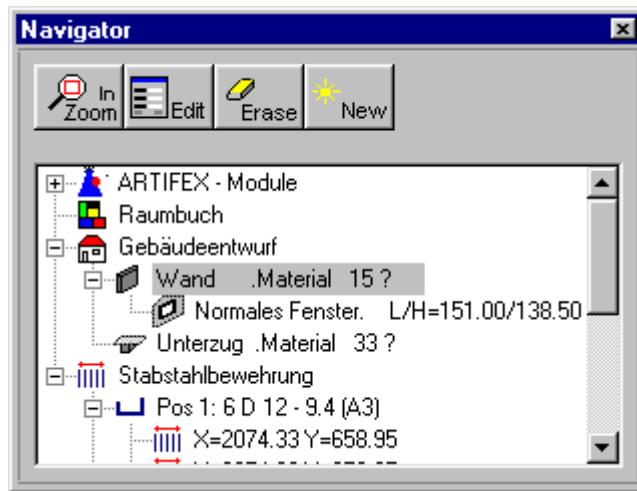 Navigator
In
Zoom
Edit
Erase
New
ARTIFEX - Module
Raumbuch
Gebäudeentwurf
Wand .Material 15 ?
Normales Fenster. L/H=151.00/138.50
Unterzug .Material 33 ?
Stabstahlbewehrung
Pos 1: 6 D 12 - 9.4 (A3)
X=2074.33 Y=658.95